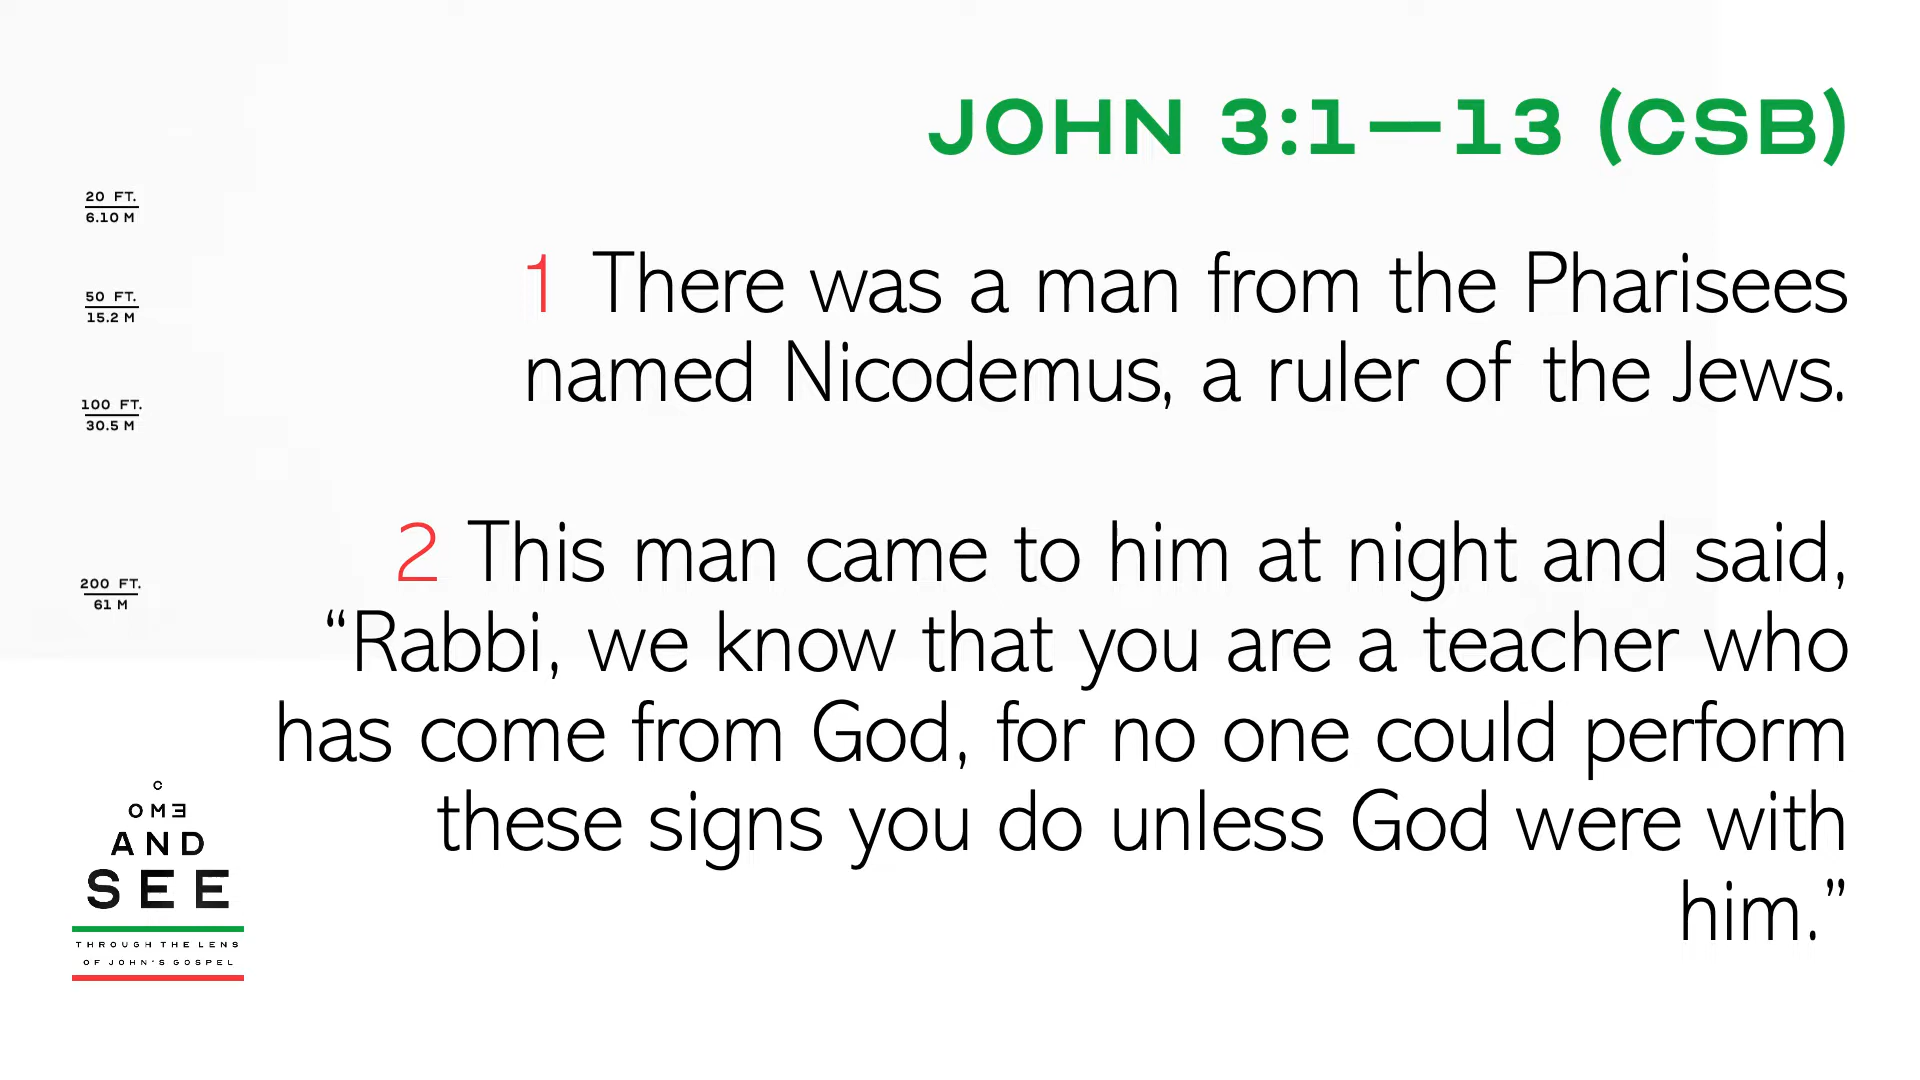 JOHN 3:1—13 (CSB)
20 FT.
6.10 M
50 FT.
15.2 M
100 FT.
30.5 M
200 FT.
61 M
1 There was a man from the Pharisees
named Nicodemus, a ruler of the Jews.
2 This man came to him at night and said,
“Rabbi, we know that you are a teacher who
has come from God, for no one could perform
these signs you do unless God were with
him.”
C
OME
AND
SEE
THROUGH THE LENS
OF JOHN'S GOSPEL